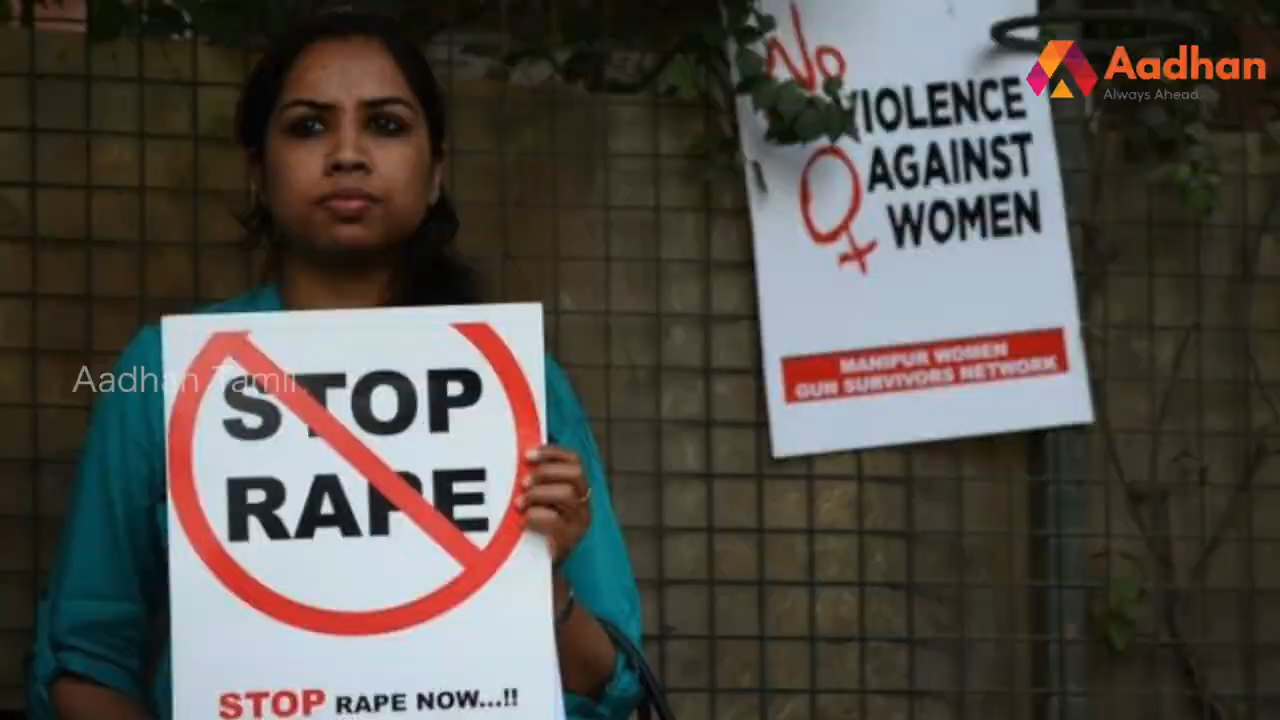 No
VIOLENCE
AGAINST
WOMEN
MANIPUR WOMEN
GUN SURVIVORS NETWORK
Aadhan
Always Ahead
Aadhan Tamil
STOP
RAPE
STOP RAPE NOW...!!